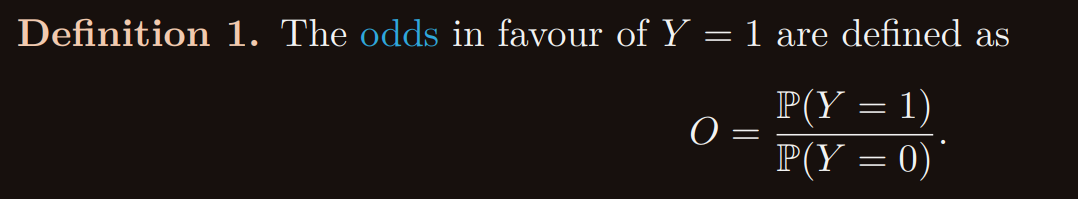 Definition 1. The odds in favour of Y = 1 are defined as
O = ℙ(Y = 1) / ℙ(Y = 0).